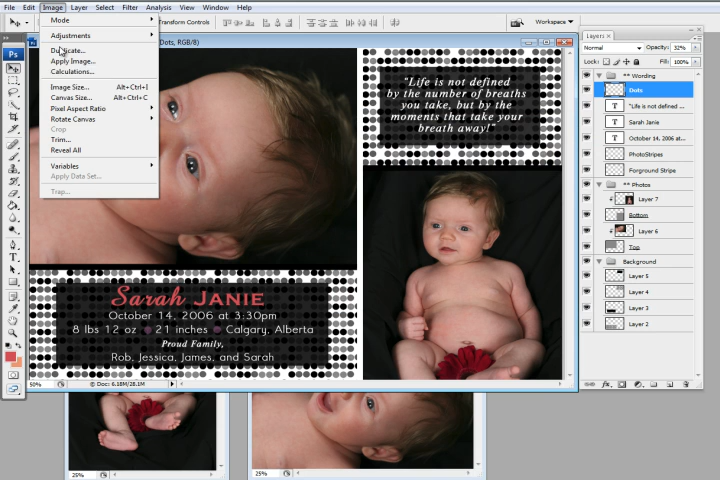 File Edit Image Layer Select Filter Analysis View Window Help
Transform Controls
Workspace
Mode
Adjustments
Duplicate...
Apply Image...
Calculations...
Image Size... Alt+Ctrl+I
Canvas Size... Alt+Ctrl+C
Pixel Aspect Ratio
Rotate Canvas
Crop
Trim...
Reveal All
Variables
Apply Data Set...
Trap...
Ps
Dots, RGB/8)
"Life is not defined
by the number of breaths
you take, but by the
moments that take your
breath away!"
Sarah JANIE
October 14, 2006 at 3:30pm
8 lbs 12 oz 21 inches Calgary, Alberta
Proud Family,
Rob, Jessica, James, and Sarah
50%
Doc: 6.18M/28.1M
25%
25%
Layers
Normal
Opacity: 32%
Lock:
Fill: 100%
** Wording
Dots
T "Life is not defined ...
T Sarah Janie
T October 14, 2006 at...
PhotoStripes
Forground Stripe
** Photos
Layer 7
Bottom
Layer 6
Top
Background
Layer 5
Layer 4
Layer 3
Layer 2
fx.